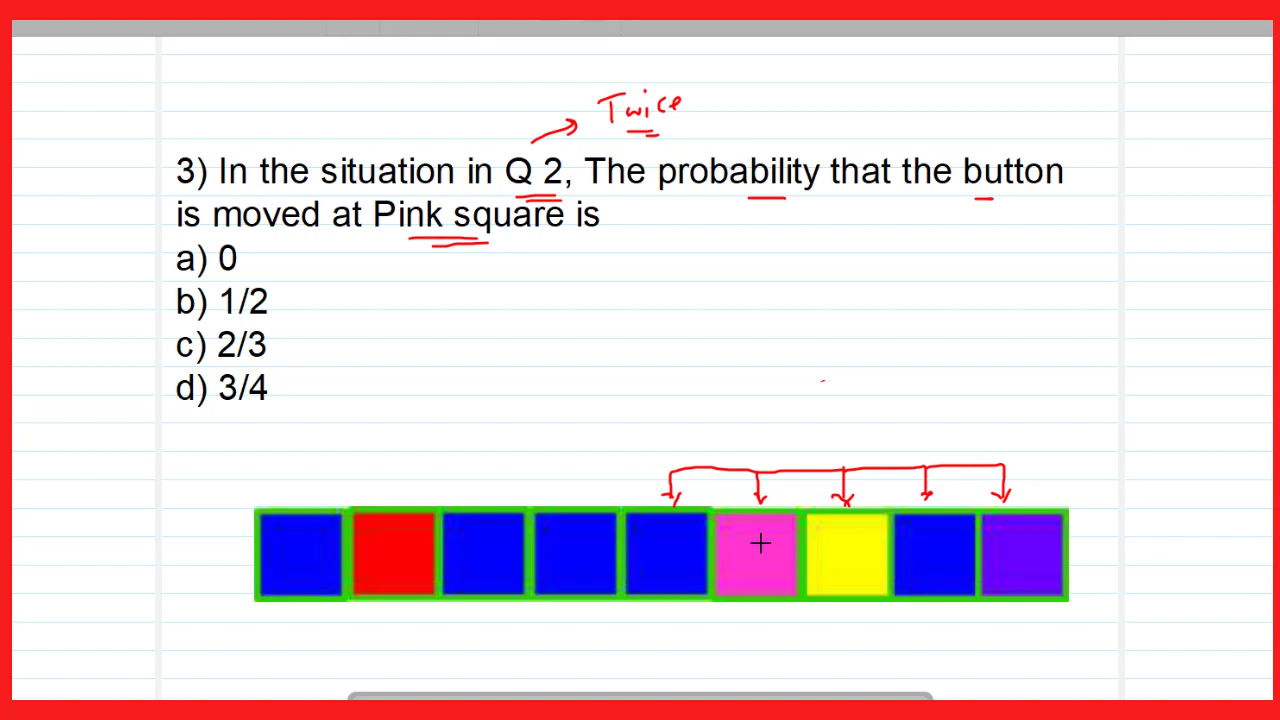 Twice
3) In the situation in Q 2, The probability that the button
is moved at Pink square is
a) 0
b) 1/2
c) 2/3
d) 3/4